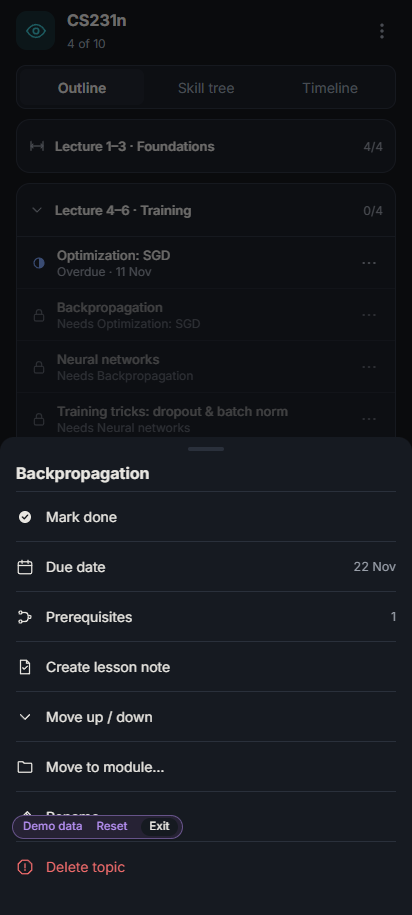 CS231n
4 of 10
Outline Skill tree Timeline
Lecture 1–3 · Foundations 4/4
Lecture 4–6 · Training 0/4
Optimization: SGD
Overdue · 11 Nov
Backpropagation
Needs Optimization: SGD
Neural networks
Needs Backpropagation
Training tricks: dropout & batch norm
Needs Neural networks
Backpropagation
Mark done
Due date 22 Nov
Prerequisites 1
Create lesson note
Move up / down
Move to module...
Demo data Reset Exit
Delete topic